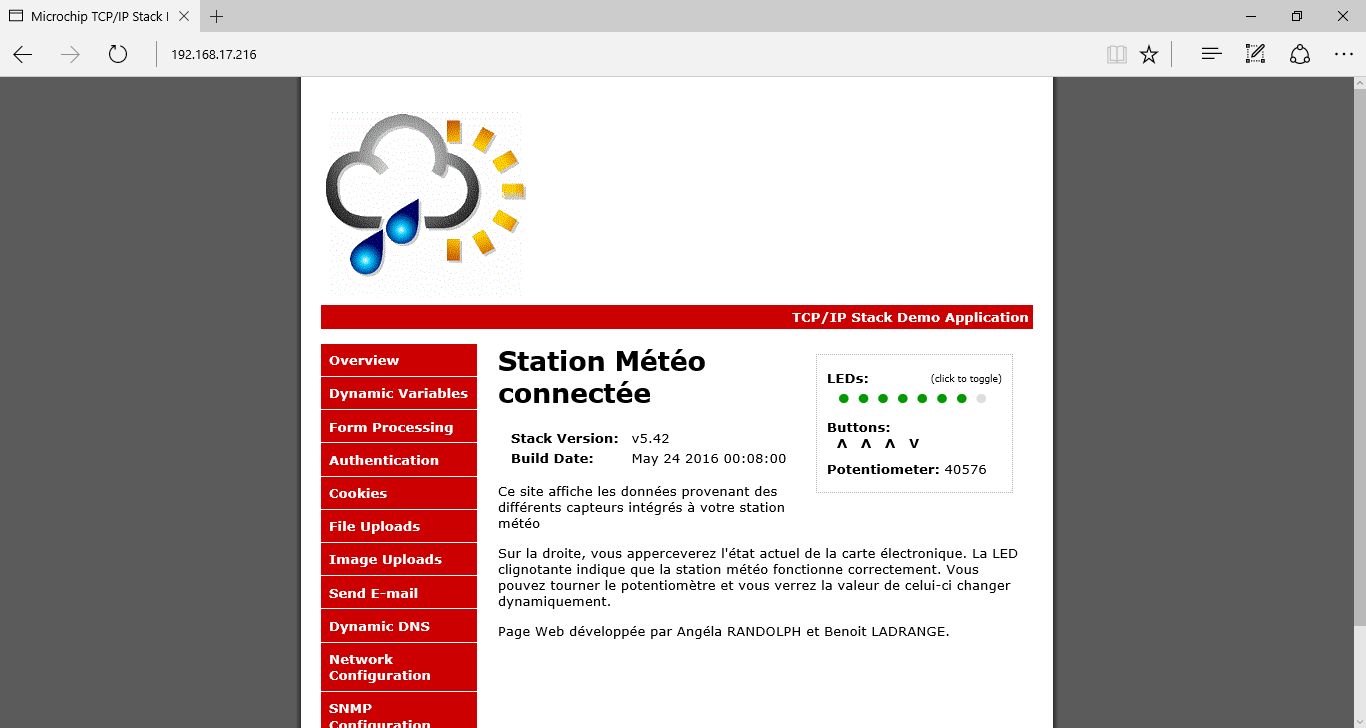 Microchip TCP/IP Stack
192.168.17.216
TCP/IP Stack Demo Application
Overview
Dynamic Variables
Form Processing
Authentication
Cookies
File Uploads
Image Uploads
Send E-mail
Dynamic DNS
Network
Configuration
SNMP
Configuration
Station Météo
connectée
Stack Version: v5.42
Build Date: May 24 2016 00:08:00
Ce site affiche les données provenant des
différents capteurs intégrés à votre station
météo
Sur la droite, vous apperceverez l'état actuel de la carte électronique. La LED
clignotante indique que la station météo fonctionne correctement. Vous
pouvez tourner le potentiomètre et vous verrez la valeur de celui-ci changer
dynamiquement.
Page Web développée par Angéla RANDOLPH et Benoit LADRANGE.
LEDs: (click to toggle)
Buttons:
Λ Λ Λ V
Potentiometer: 40576